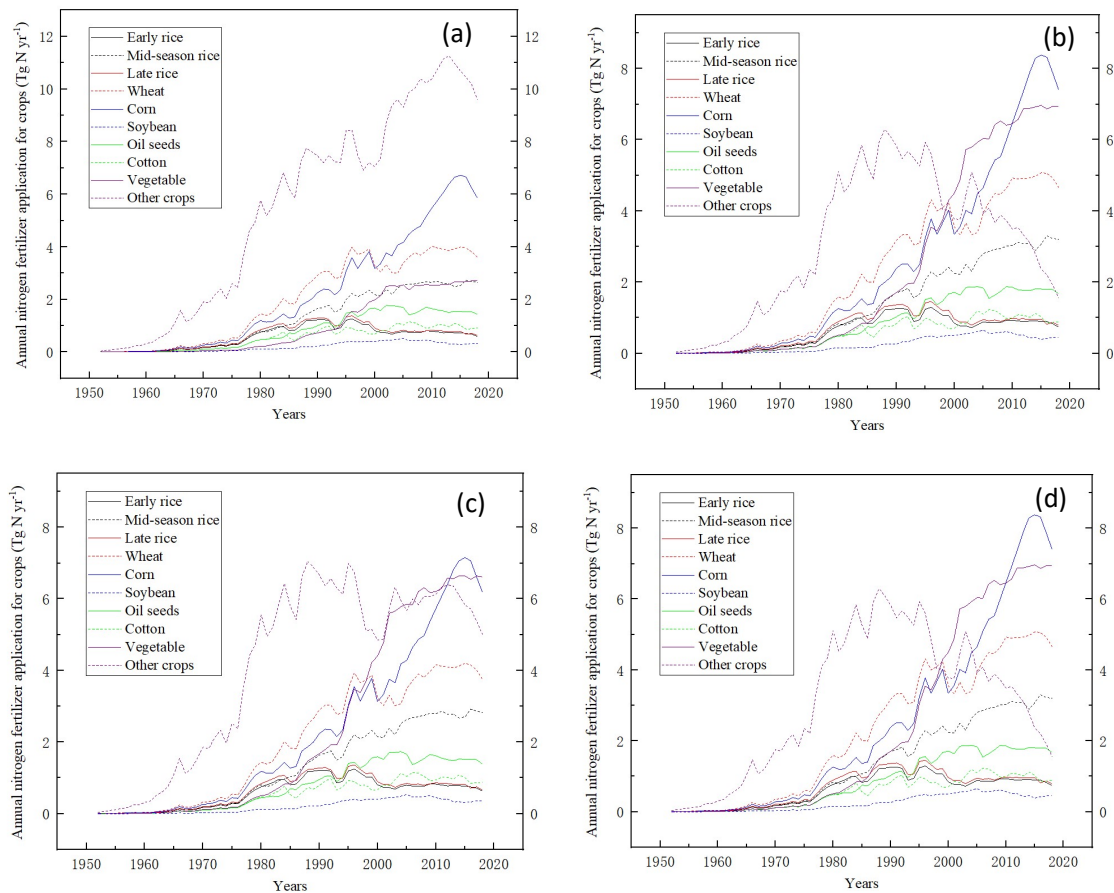 (a)
Annual nitrogen fertilizer application for crops (Tg N yr⁻¹)
12
10
8
6
4
2
0
Early rice
Mid-season rice
Late rice
Wheat
Corn
Soybean
Oil seeds
Cotton
Vegetable
Other crops
12
10
8
6
4
2
0
1950 1960 1970 1980 1990 2000 2010 2020
Years
(b)
Annual nitrogen fertilizer application for crops (Tg N yr⁻¹)
8
6
4
2
0
Early rice
Mid-season rice
Late rice
Wheat
Corn
Soybean
Oil seeds
Cotton
Vegetable
Other crops
8
6
4
2
0
1950 1960 1970 1980 1990 2000 2010 2020
Years
(c)
Annual nitrogen fertilizer application for crops (Tg N yr⁻¹)
8
6
4
2
0
Early rice
Mid-season rice
Late rice
Wheat
Corn
Soybean
Oil seeds
Cotton
Vegetable
Other crops
8
6
4
2
0
1950 1960 1970 1980 1990 2000 2010 2020
Years
(d)
Annual nitrogen fertilizer application for crops (Tg N yr⁻¹)
8
6
4
2
0
Early rice
Mid-season rice
Late rice
Wheat
Corn
Soybean
Oil seeds
Cotton
Vegetable
Other crops
8
6
4
2
0
1950 1960 1970 1980 1990 2000 2010 2020
Years